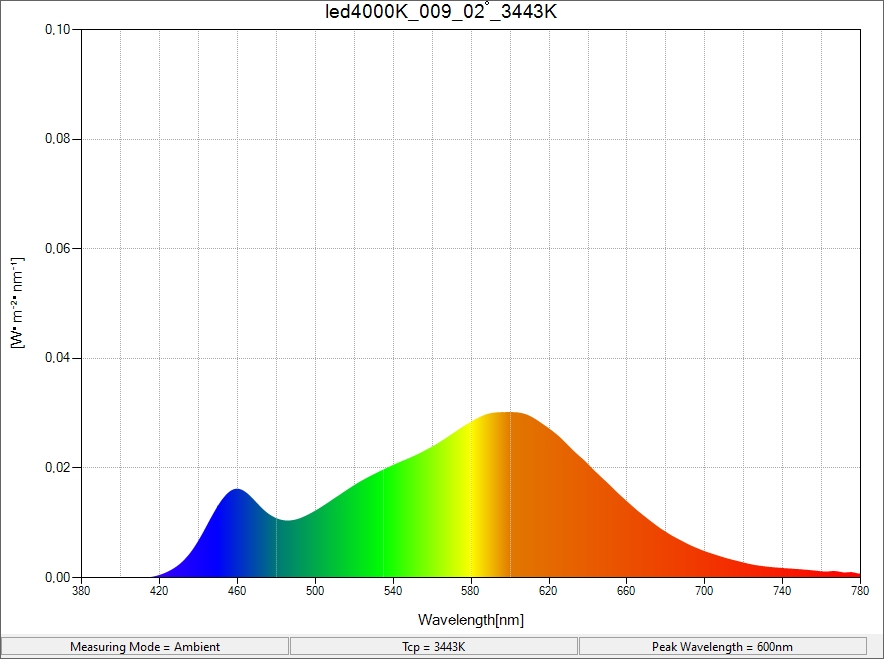 led4000K_009_02°_3443K
0,10
0,08
0,06
0,04
0,02
0,00
[W•m⁻²•nm⁻¹]
380 420 460 500 540 580 620 660 700 740 780
Wavelength[nm]
Measuring Mode = Ambient Tcp = 3443K Peak Wavelength = 600nm